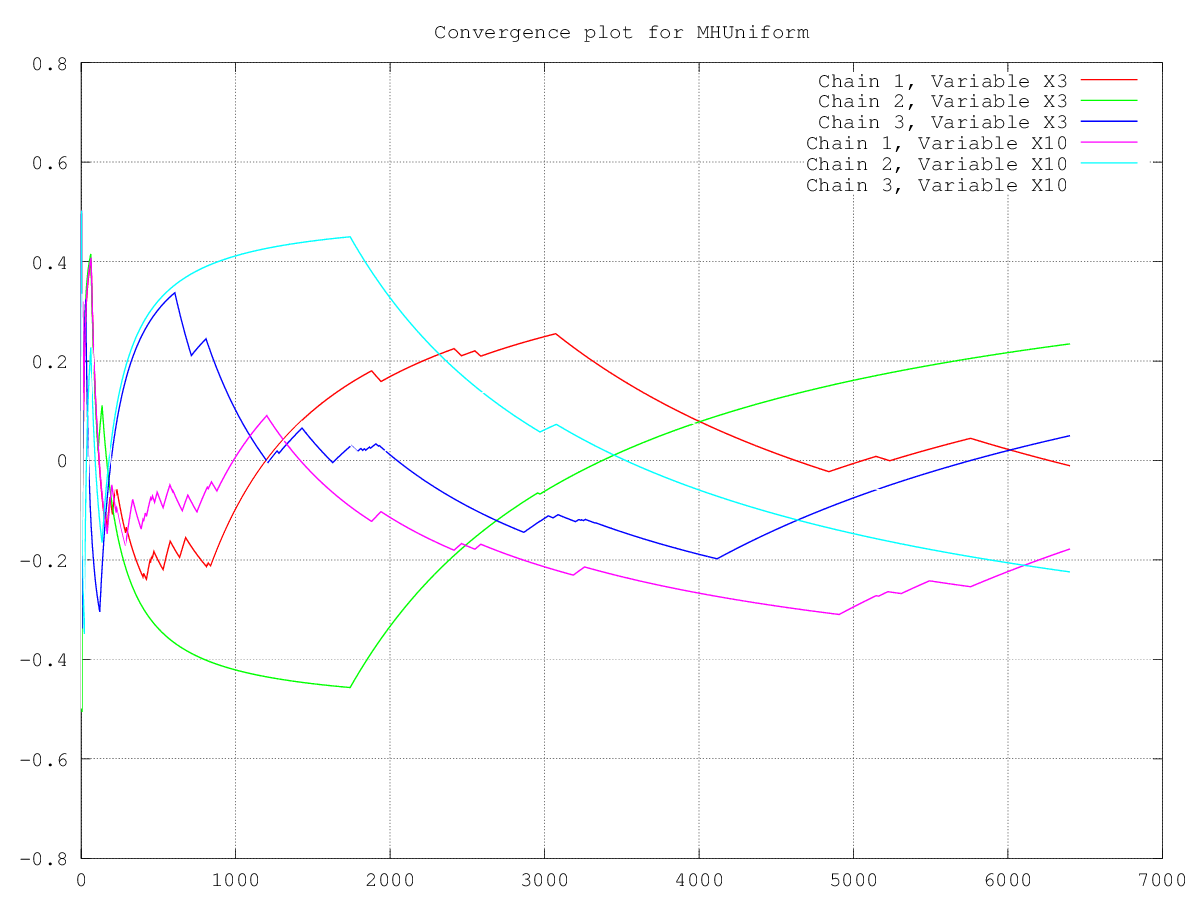 Convergence plot for MHUniform
0.8
Chain 1, Variable X3
Chain 2, Variable X3
Chain 3, Variable X3
Chain 1, Variable X10
Chain 2, Variable X10
Chain 3, Variable X10
0.6
0.4
0.2
0
-0.2
-0.4
-0.6
-0.8
0 1000 2000 3000 4000 5000 6000 7000